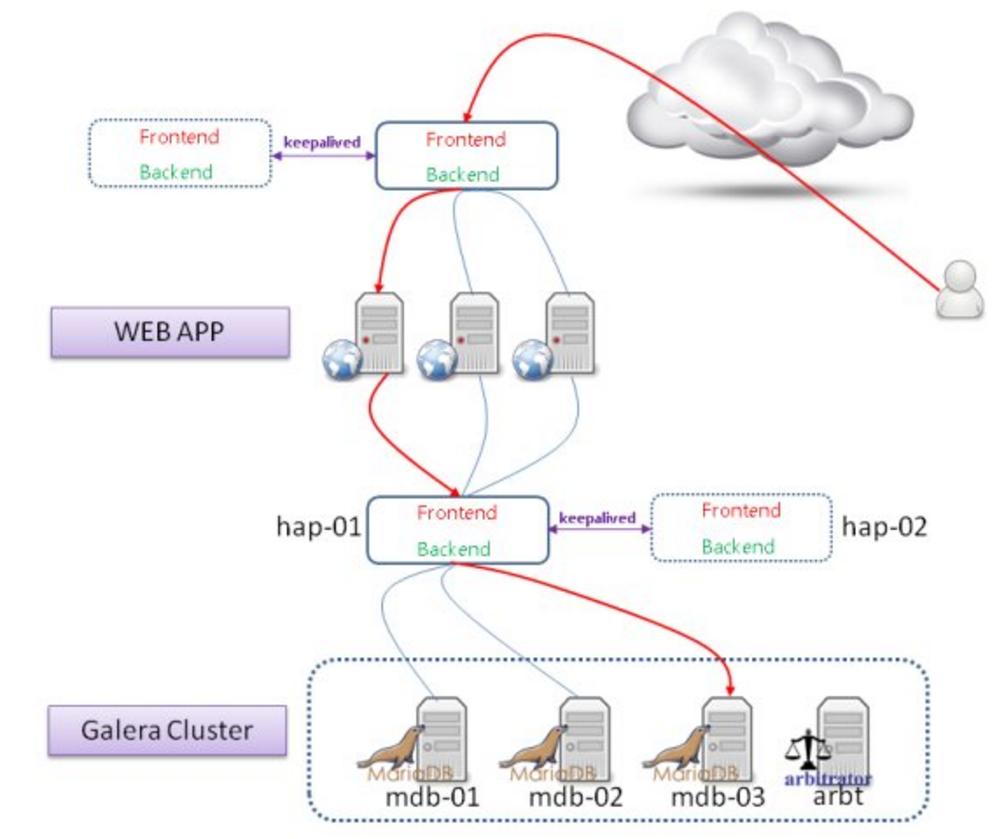 Frontend
Backend
keepalived
Frontend
Backend
WEB APP
hap-01
Frontend
Backend
keepalived
Frontend
Backend
hap-02
Galera Cluster
MariaDB
MariaDB
MariaDB
arbitrator
mdb-01
mdb-02
mdb-03
arbt